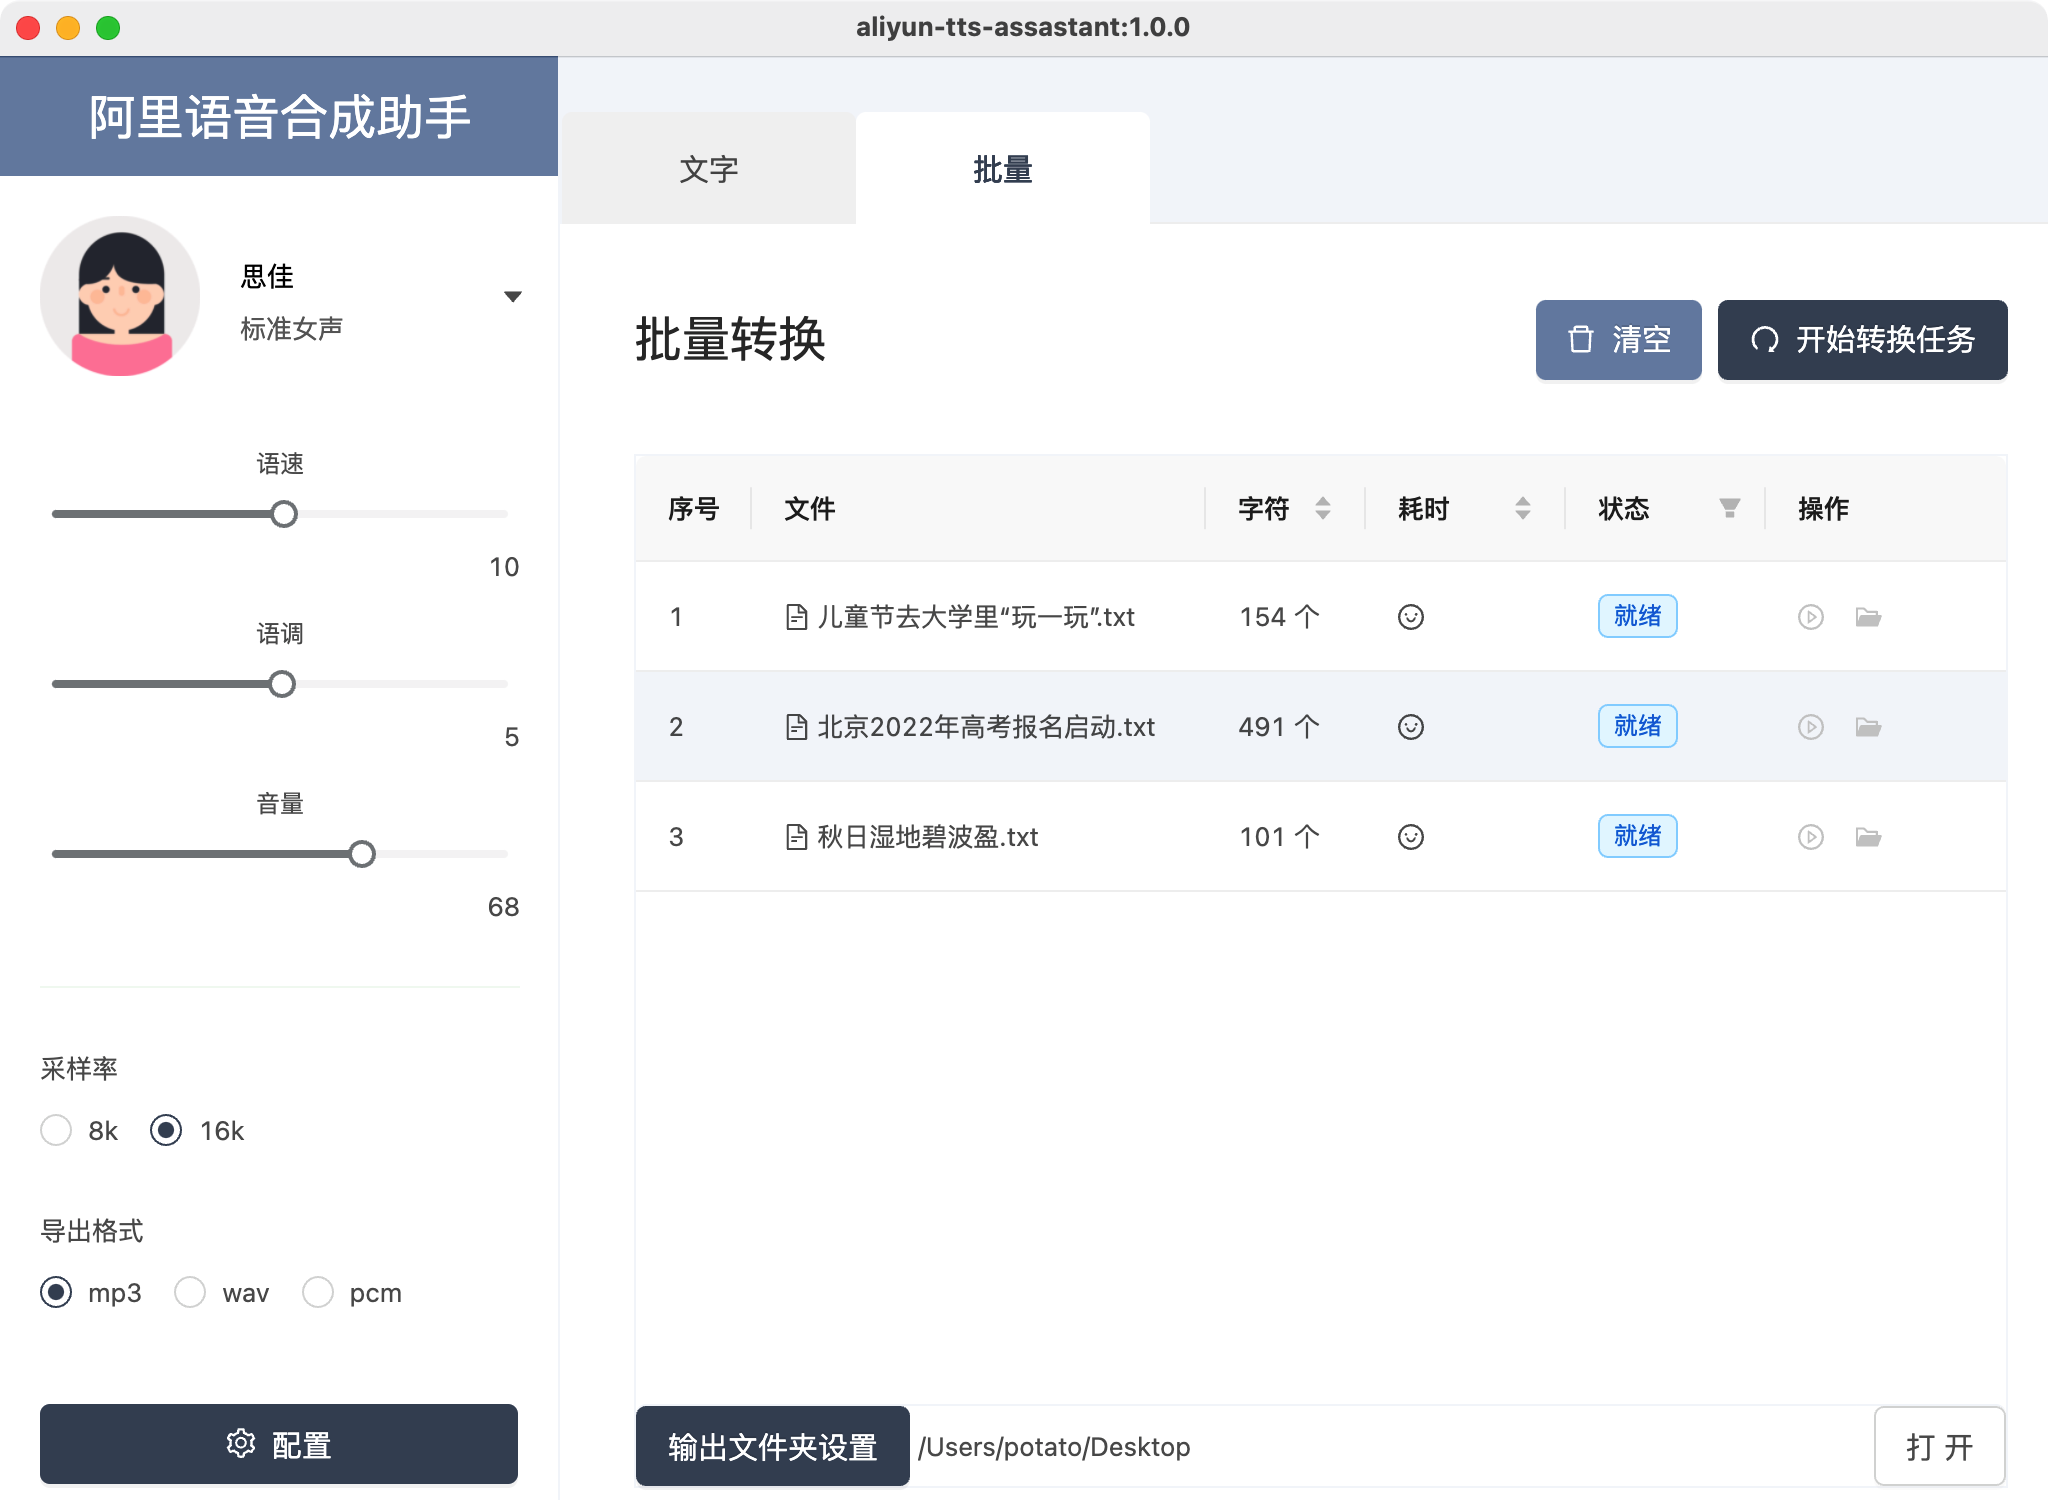 aliyun-tts-assastant:1.0.0
阿里语音合成助手
思佳
标准女声
语速
10
语调
5
音量
68
采样率
8k 16k
导出格式
mp3 wav pcm
配置
文字 批量
批量转换 清空 开始转换任务
序号 文件 字符 耗时 状态 操作
1 儿童节去大学里“玩一玩”.txt 154 个 就绪
2 北京2022年高考报名启动.txt 491 个 就绪
3 秋日湿地碧波盈.txt 101 个 就绪
输出文件夹设置 /Users/potato/Desktop 打 开